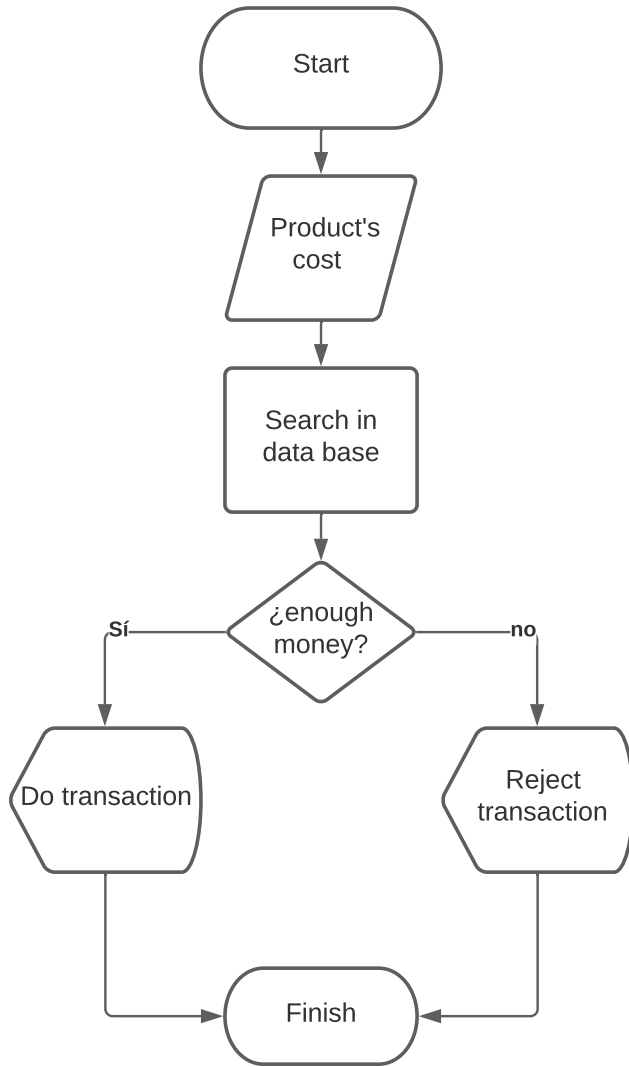 Start
Product's
cost
Search in
data base
¿enough
money?
Sí
no
Do transaction
Reject
transaction
Finish